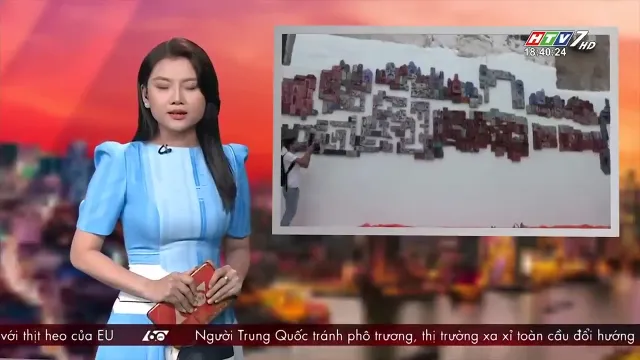 HTV7 HD
18:40:24
với thịt heo của EU 60 Người Trung Quốc tránh phô trương, thị trường xa xỉ toàn cầu đổi hướng